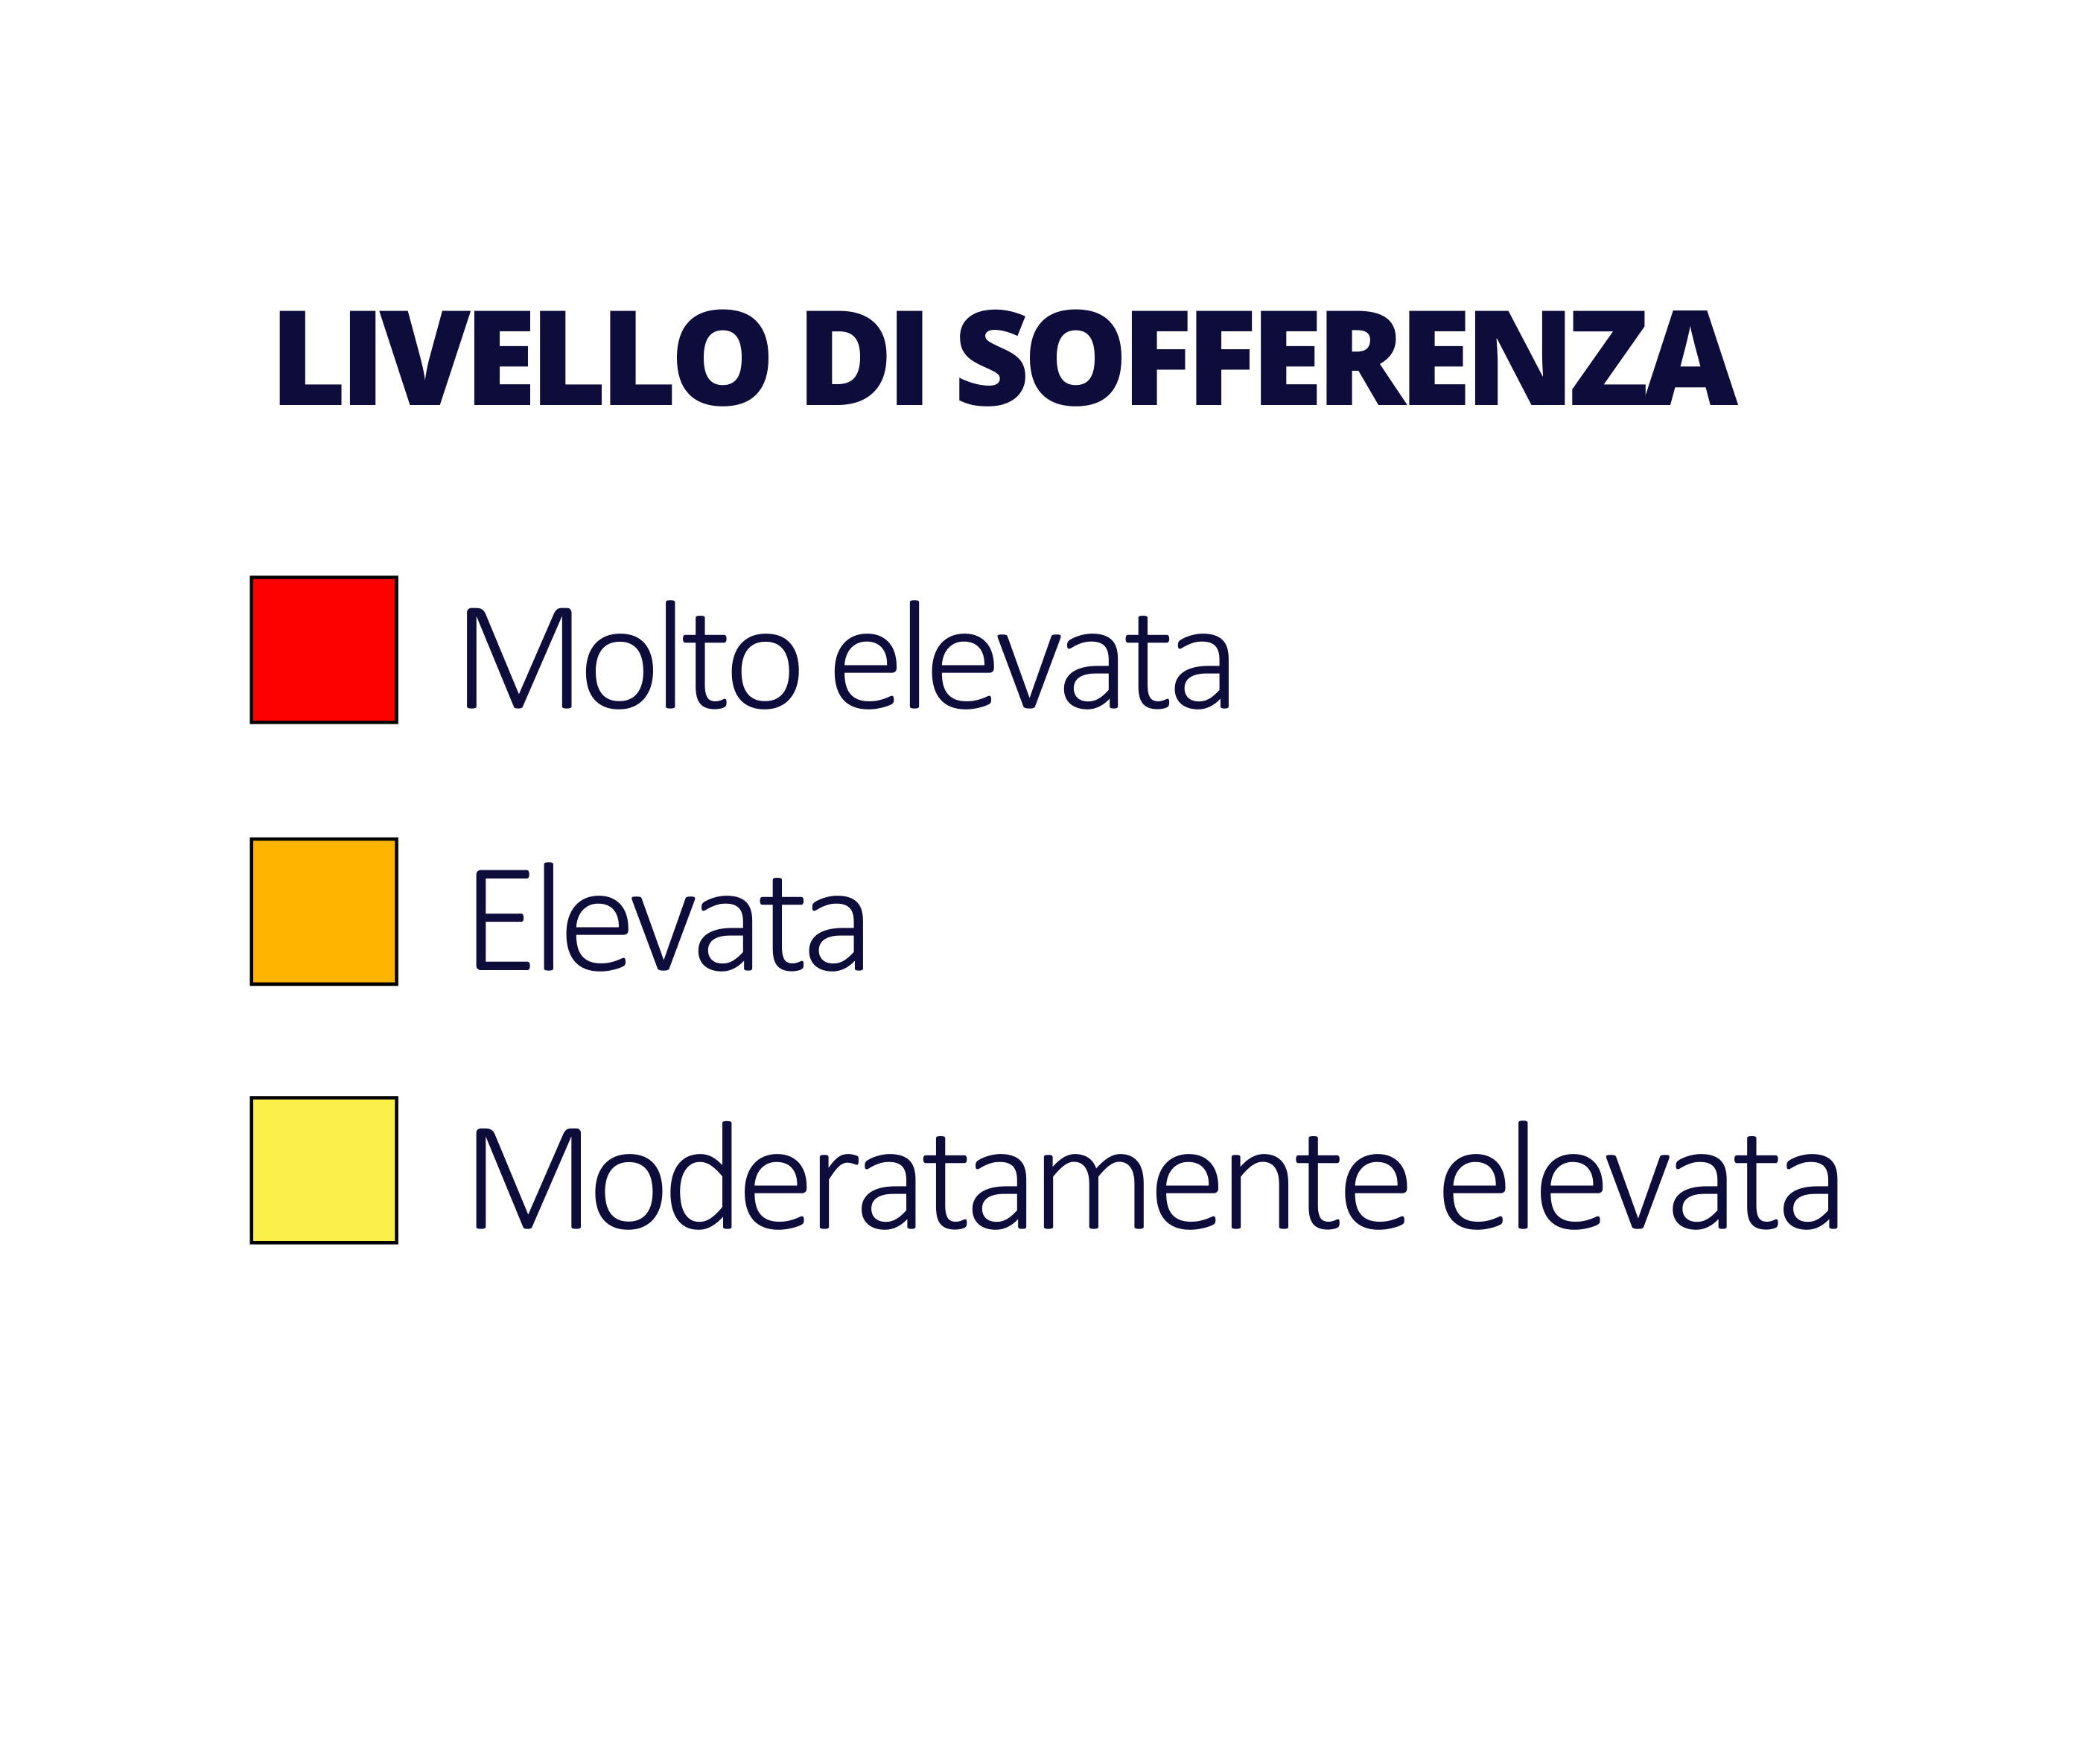 LIVELLO DI SOFFERENZA
Molto elevata
Elevata
Moderatamente elevata